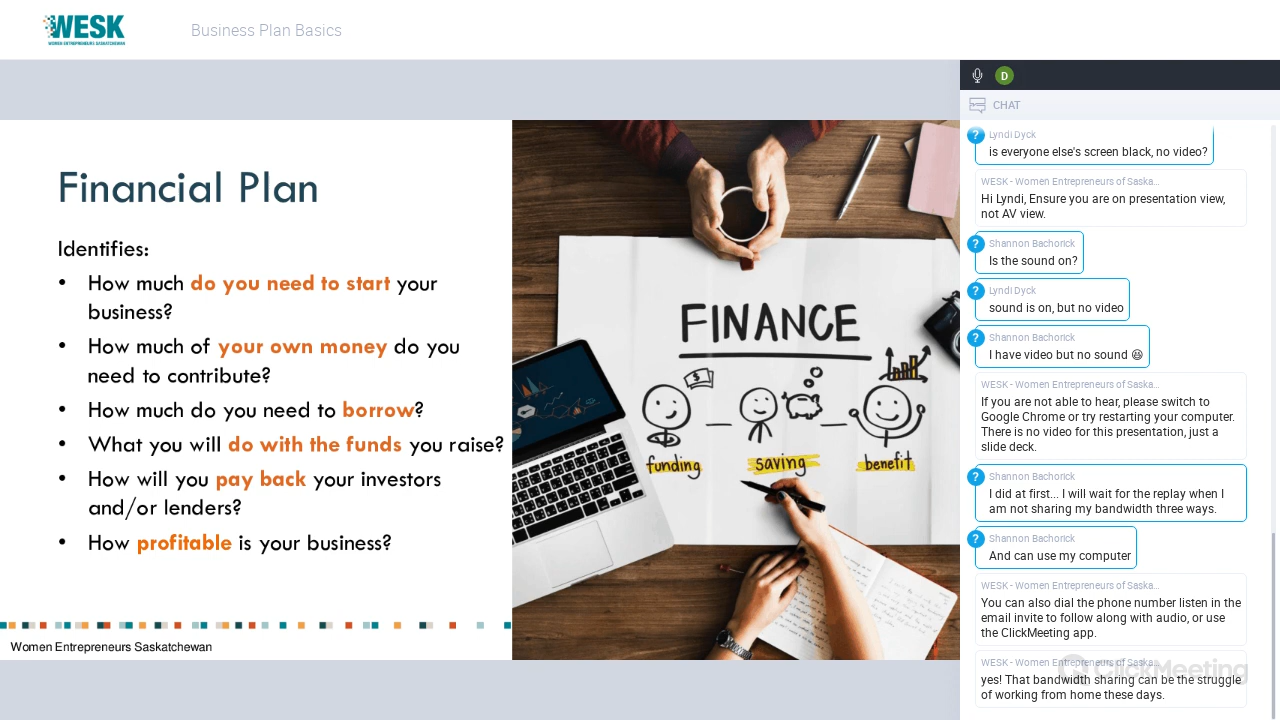 WESK
WOMEN ENTREPRENEURS SASKATCHEWAN
Business Plan Basics
Financial Plan
Identifies:
• How much do you need to start your
business?
• How much of your own money do you
need to contribute?
• How much do you need to borrow?
• What you will do with the funds you raise?
• How will you pay back your investors
and/or lenders?
• How profitable is your business?
Women Entrepreneurs Saskatchewan
FINANCE
$
funding
saving
benefit
D
CHAT
? Lyndi Dyck
is everyone else's screen black, no video?
WESK - Women Entrepreneurs of Saska...
Hi Lyndi, Ensure you are on presentation view,
not AV view.
? Shannon Bachorick
Is the sound on?
? Lyndi Dyck
sound is on, but no video
? Shannon Bachorick
I have video but no sound 😆
WESK - Women Entrepreneurs of Saska...
If you are not able to hear, please switch to
Google Chrome or try restarting your computer.
There is no video for this presentation, just a
slide deck.
? Shannon Bachorick
I did at first... I will wait for the replay when I
am not sharing my bandwidth three ways.
? Shannon Bachorick
And can use my computer
WESK - Women Entrepreneurs of Saska...
You can also dial the phone number listen in the
email invite to follow along with audio, or use
the ClickMeeting app.
WESK - Women Entrepreneurs of Saska...
yes! That bandwidth sharing can be the struggle
of working from home these days.
ClickMeeting